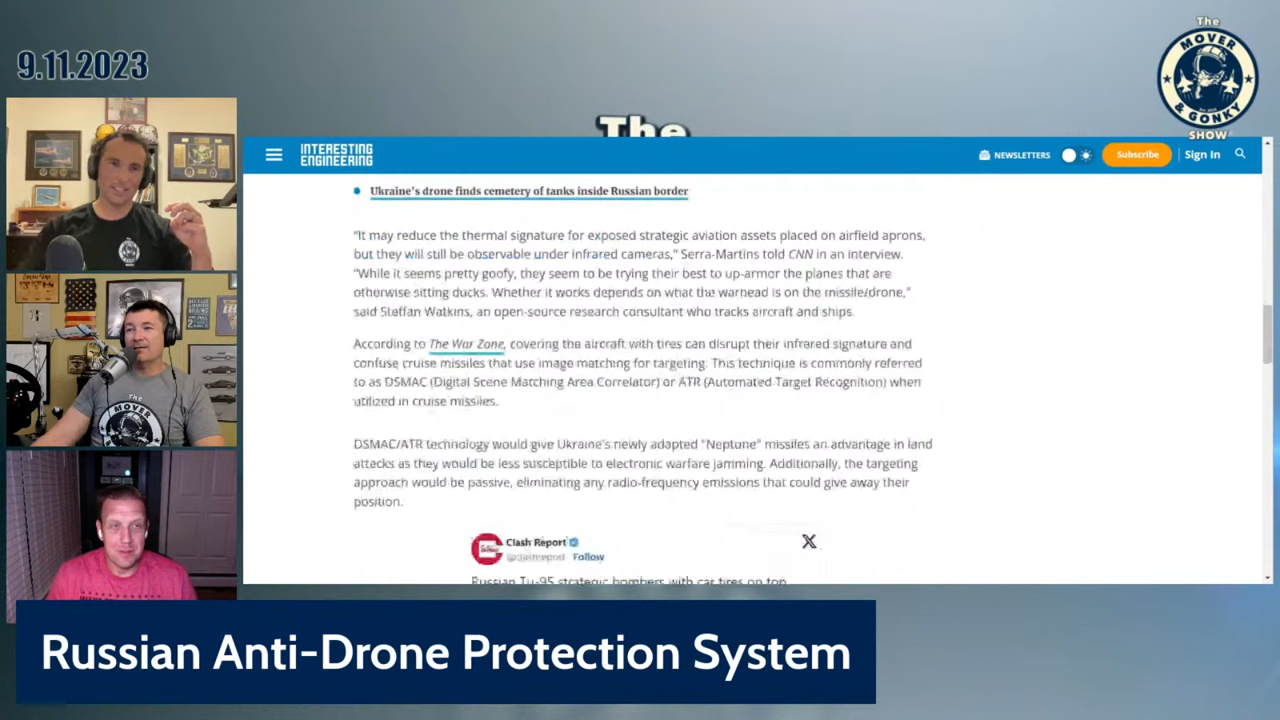 9.11.2023
The
MOVER
& GONKY
SHOW
The
INTERESTING
ENGINEERING
NEWSLETTERS
Subscribe
Sign In
Ukraine's drone finds cemetery of tanks inside Russian border
"It may reduce the thermal signature for exposed strategic aviation assets placed on airfield aprons,
but they will still be observable under infrared cameras," Serra-Martins told CNN in an interview.
"While it seems pretty goofy, they seem to be trying their best to up-armor the planes that are
otherwise sitting ducks. Whether it works depends on what the warhead is on the missile/drone,"
said Steffan Watkins, an open-source research consultant who tracks aircraft and ships.
According to The War Zone, covering the aircraft with tires can disrupt their infrared signature and
confuse cruise missiles that use image matching for targeting. This technique is commonly referred
to as DSMAC (Digital Scene Matching Area Correlator) or ATR (Automated Target Recognition) when
utilized in cruise missiles.
DSMAC/ATR technology would give Ukraine's newly adapted "Neptune" missiles an advantage in land
attacks as they would be less susceptible to electronic warfare jamming. Additionally, the targeting
approach would be passive, eliminating any radio-frequency emissions that could give away their
position.
Clash Report
@clashreport Follow
Russian Tu-95 strategic bombers with car tires on top
THE
MOVER
Russian Anti-Drone Protection System